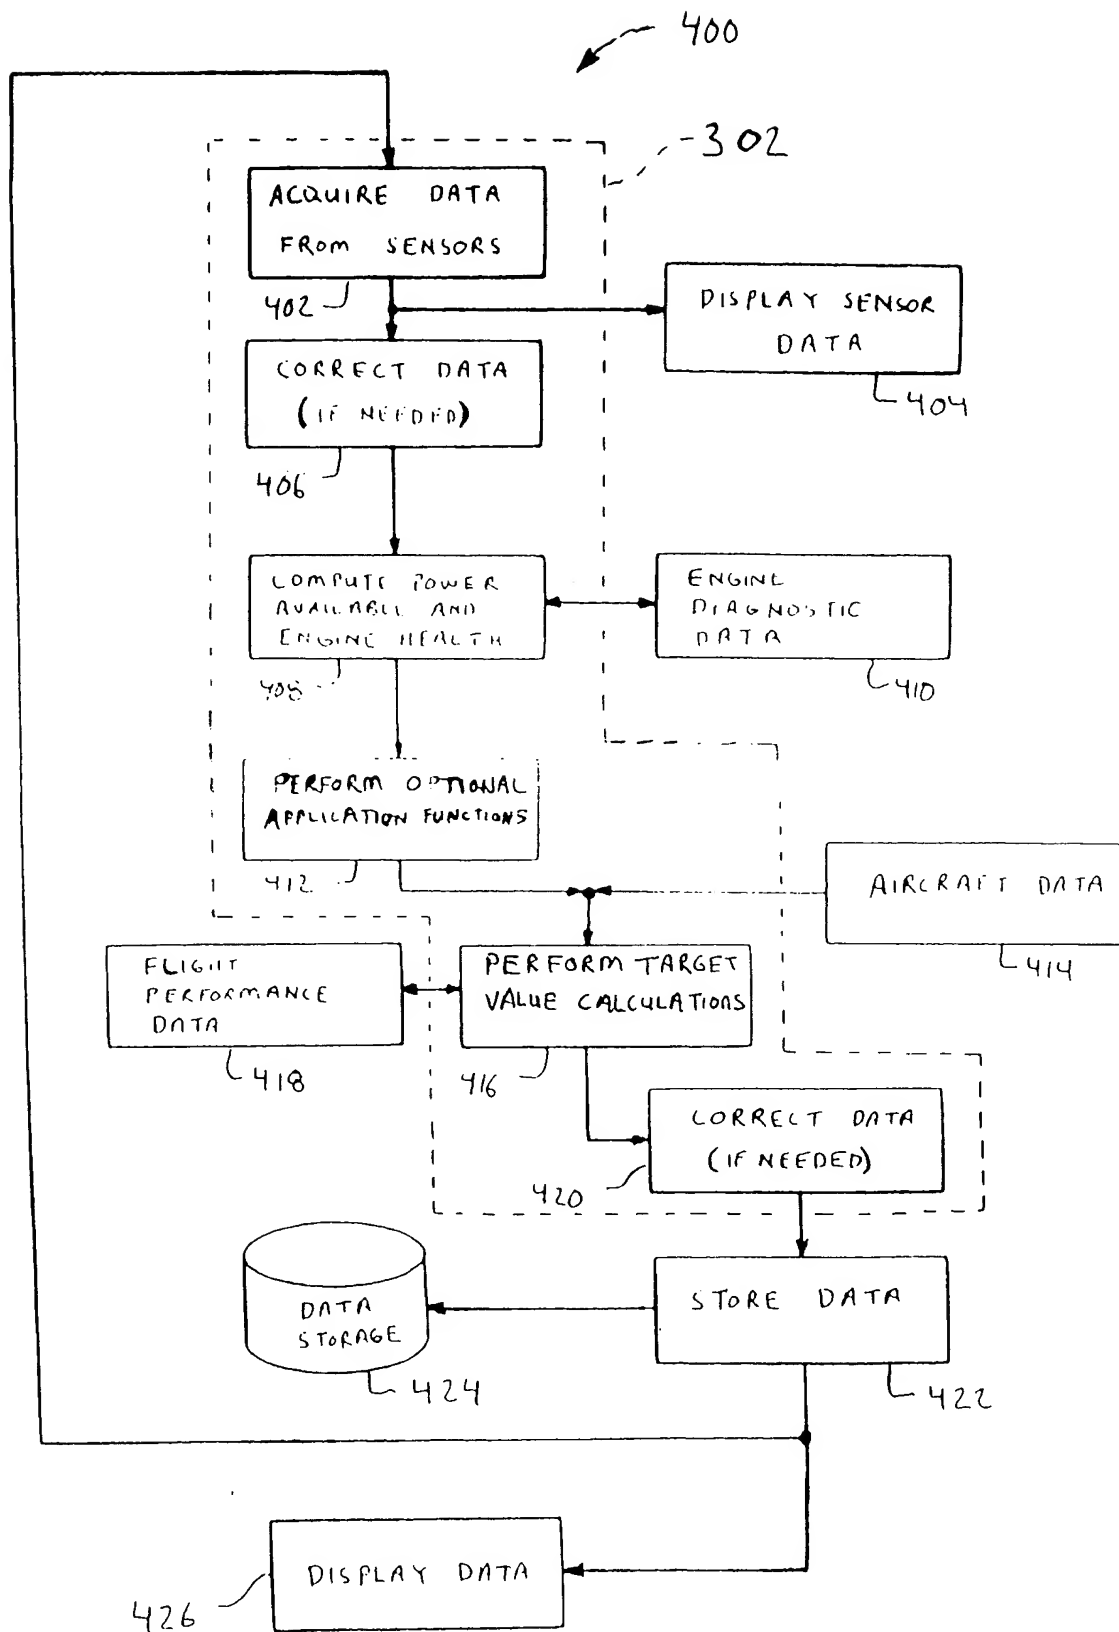 400
302
ACQUIRE DATA
FROM SENSORS
402
DISPLAY SENSOR
DATA
404
CORRECT DATA
(IF NEEDED)
406
COMPUTE POWER
AVAILABLE AND
ENGINE HEALTH
408
ENGINE
DIAGNOSTIC
DATA
410
PERFORM OPTIONAL
APPLICATION FUNCTIONS
412
AIRCRAFT DATA
414
FLIGHT
PERFORMANCE
DATA
418
PERFORM TARGET
VALUE CALCULATIONS
416
CORRECT DATA
(IF NEEDED)
420
DATA
STORAGE
424
STORE DATA
422
DISPLAY DATA
426